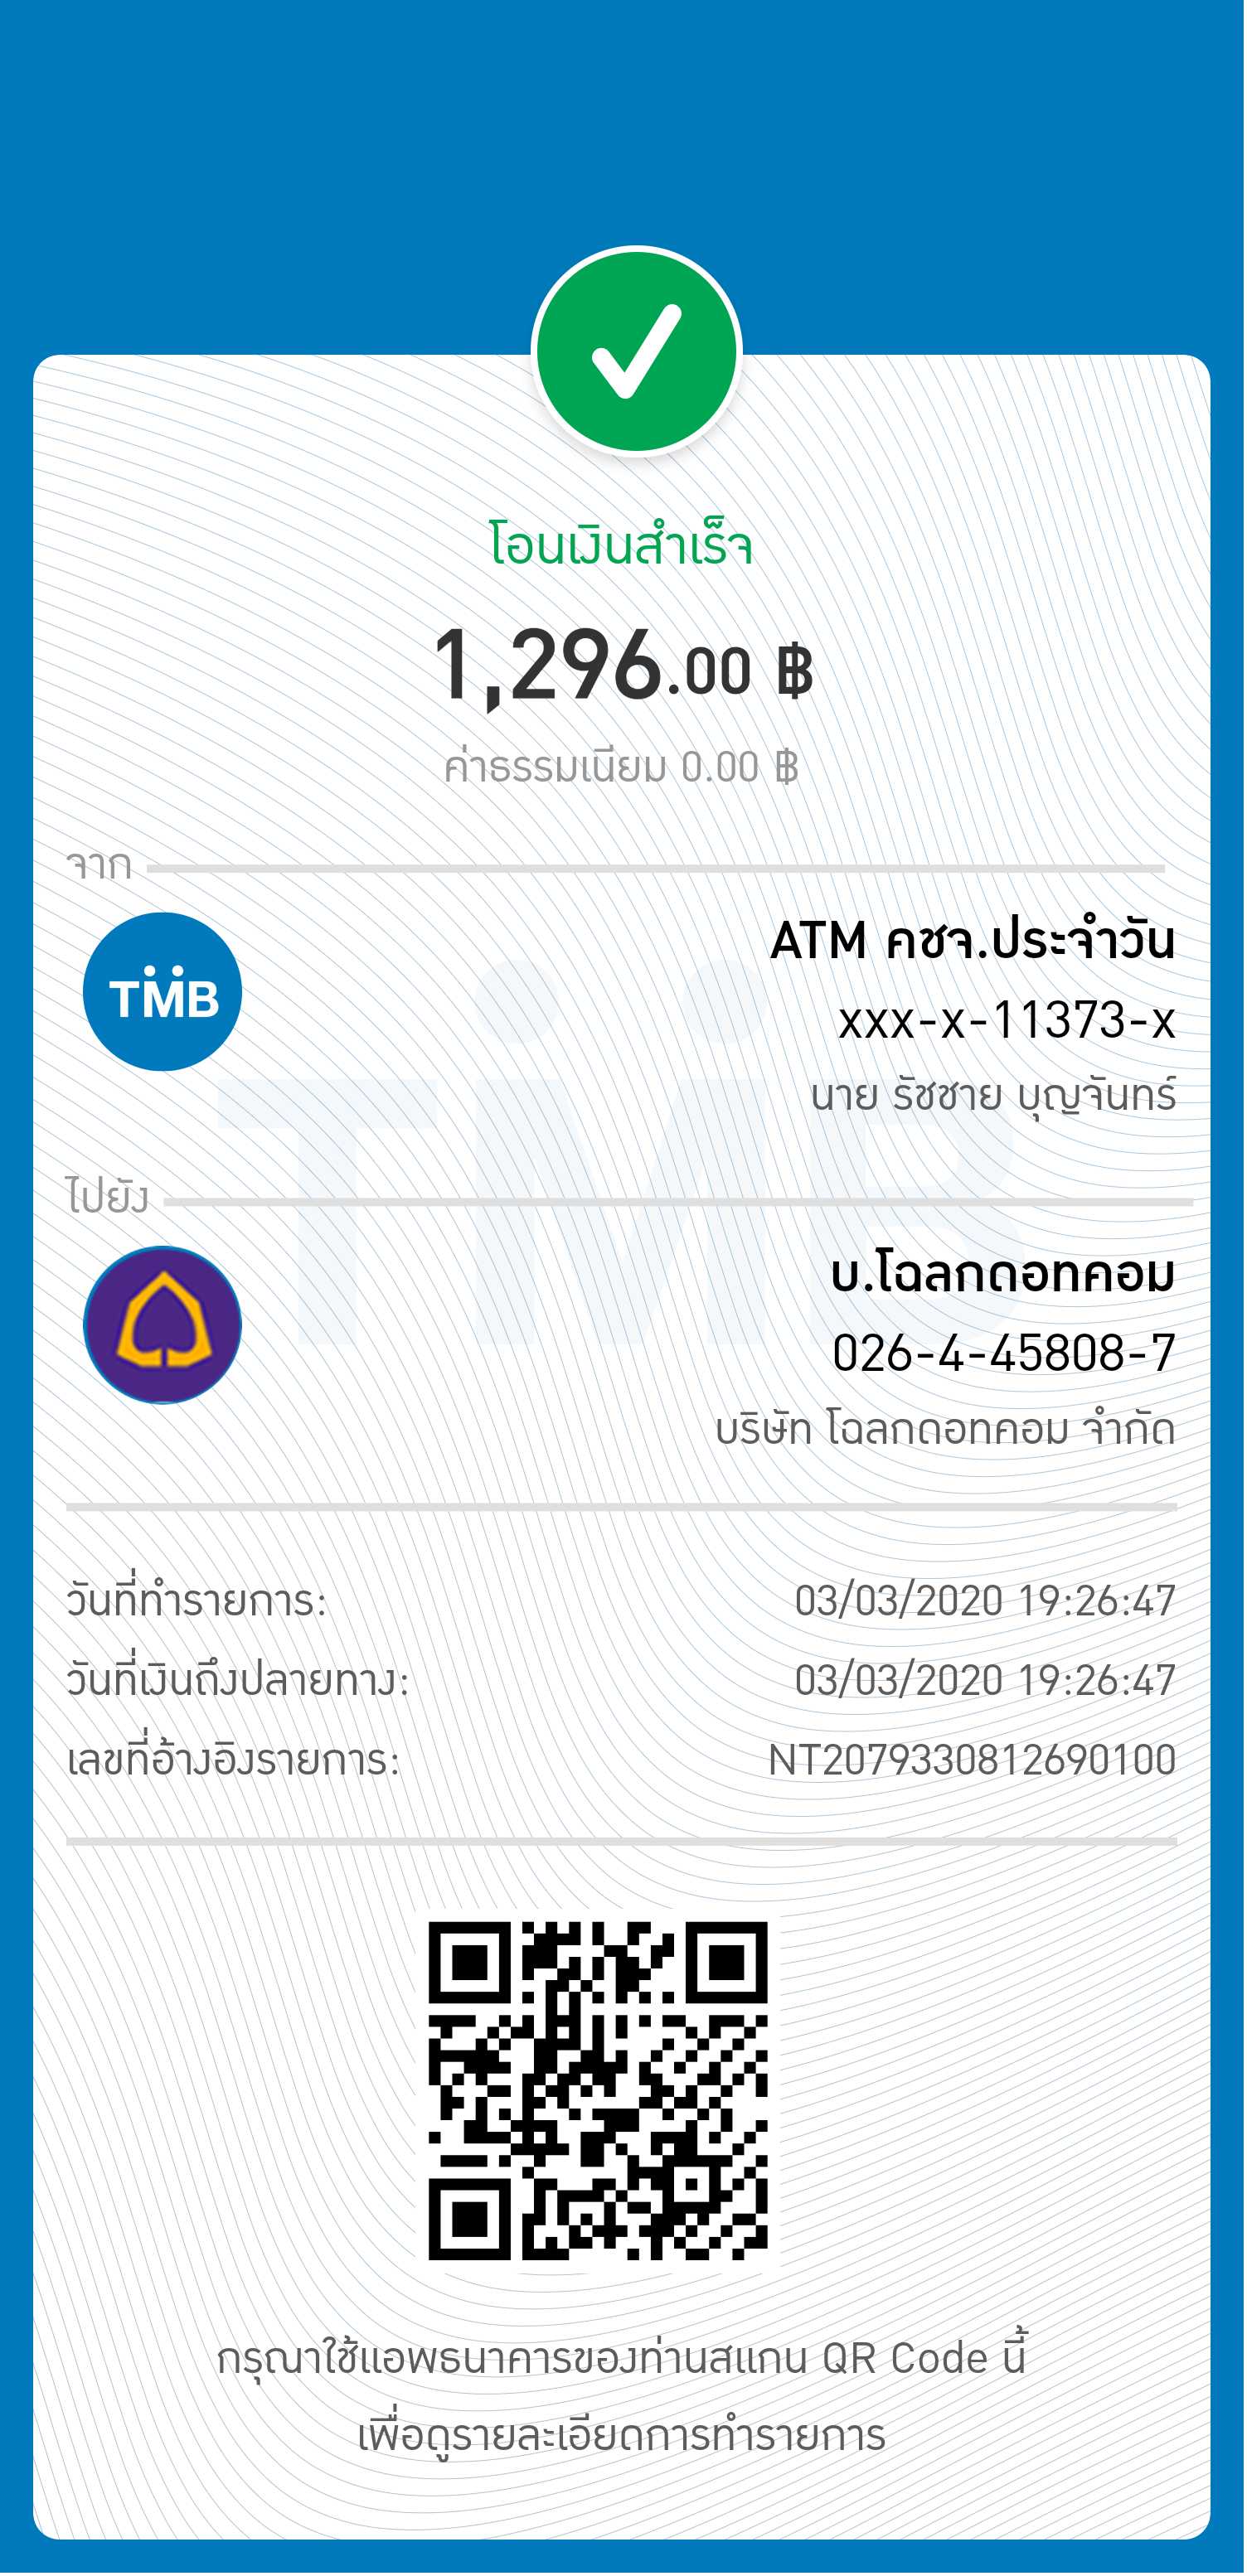 โอนเงินสำเร็จ
1,296.00 ฿
ค่าธรรมเนียม 0.00 ฿
จาก
TMB
ATM คชจ.ประจำวัน
xxx-x-11373-x
นาย รัชชาย บุญจันทร์
ไปยัง
บ.โฉลกดอทคอม
026-4-45808-7
บริษัท โฉลกดอทคอม จำกัด
วันที่ทำรายการ: 03/03/2020 19:26:47
วันที่เงินถึงปลายทาง: 03/03/2020 19:26:47
เลขที่อ้างอิงรายการ: NT2079330812690100
กรุณาใช้แอพธนาคารของท่านสแกน QR Code นี้
เพื่อดูรายละเอียดการทำรายการ